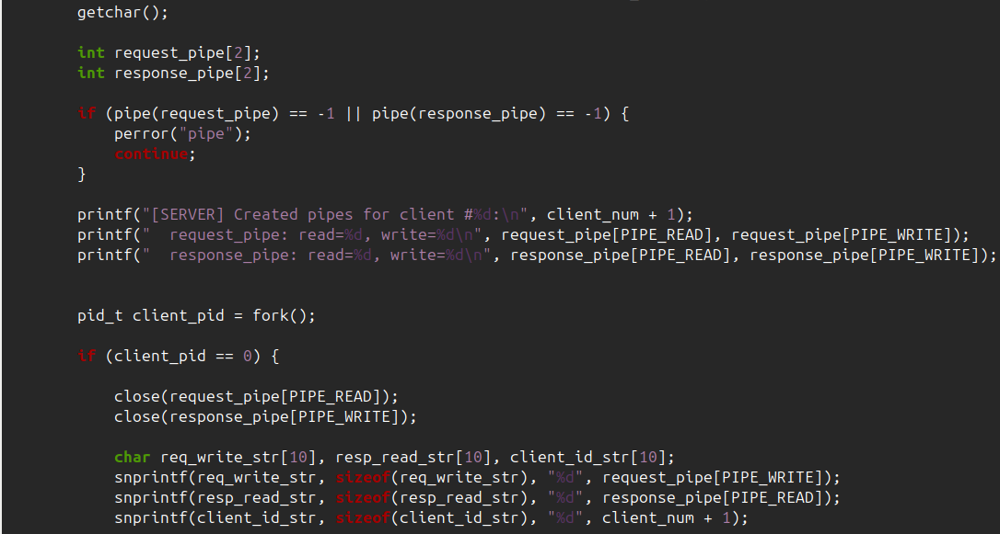 getchar();
int request_pipe[2];
int response_pipe[2];
if (pipe(request_pipe) == -1 || pipe(response_pipe) == -1) {
perror("pipe");
continue;
}
printf("[SERVER] Created pipes for client #%d:\n", client_num + 1);
printf("  request_pipe: read=%d, write=%d\n", request_pipe[PIPE_READ], request_pipe[PIPE_WRITE]);
printf("  response_pipe: read=%d, write=%d\n", response_pipe[PIPE_READ], response_pipe[PIPE_WRITE]);
pid_t client_pid = fork();
if (client_pid == 0) {
close(request_pipe[PIPE_READ]);
close(response_pipe[PIPE_WRITE]);
char req_write_str[10], resp_read_str[10], client_id_str[10];
snprintf(req_write_str, sizeof(req_write_str), "%d", request_pipe[PIPE_WRITE]);
snprintf(resp_read_str, sizeof(resp_read_str), "%d", response_pipe[PIPE_READ]);
snprintf(client_id_str, sizeof(client_id_str), "%d", client_num + 1);